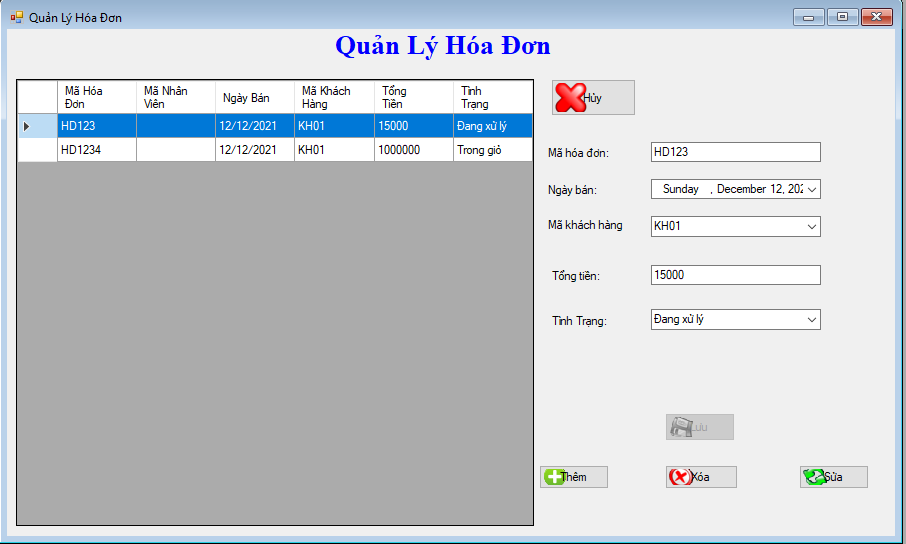 Quản Lý Hóa Đơn
Quản Lý Hóa Đơn
Mã Hóa Đơn Mã Nhân Viên Ngày Bán Mã Khách Hàng Tổng Tiền Tình Trạng
HD123 12/12/2021 KH01 15000 Đang xử lý
HD1234 12/12/2021 KH01 1000000 Trong giỏ
Hủy
Mã hóa đơn: HD123
Ngày bán: Sunday , December 12, 202
Mã khách hàng KH01
Tổng tiền: 15000
Tình Trạng: Đang xử lý
Lưu
Thêm Xóa Sửa